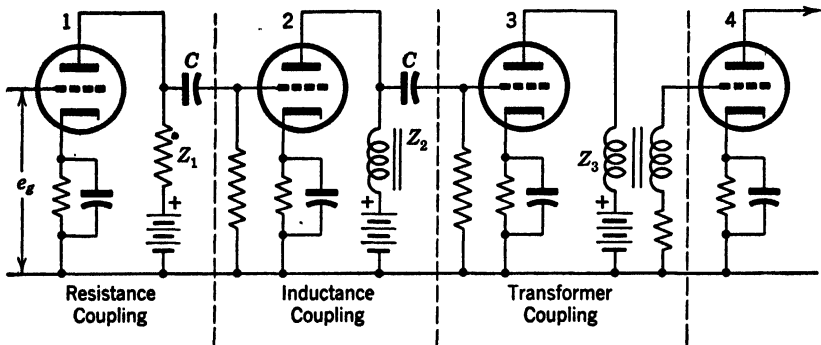 1
2
3
4
C
C
Z1
Z2
Z3
eg
+
+
+
Resistance
Coupling
Inductance
Coupling
Transformer
Coupling